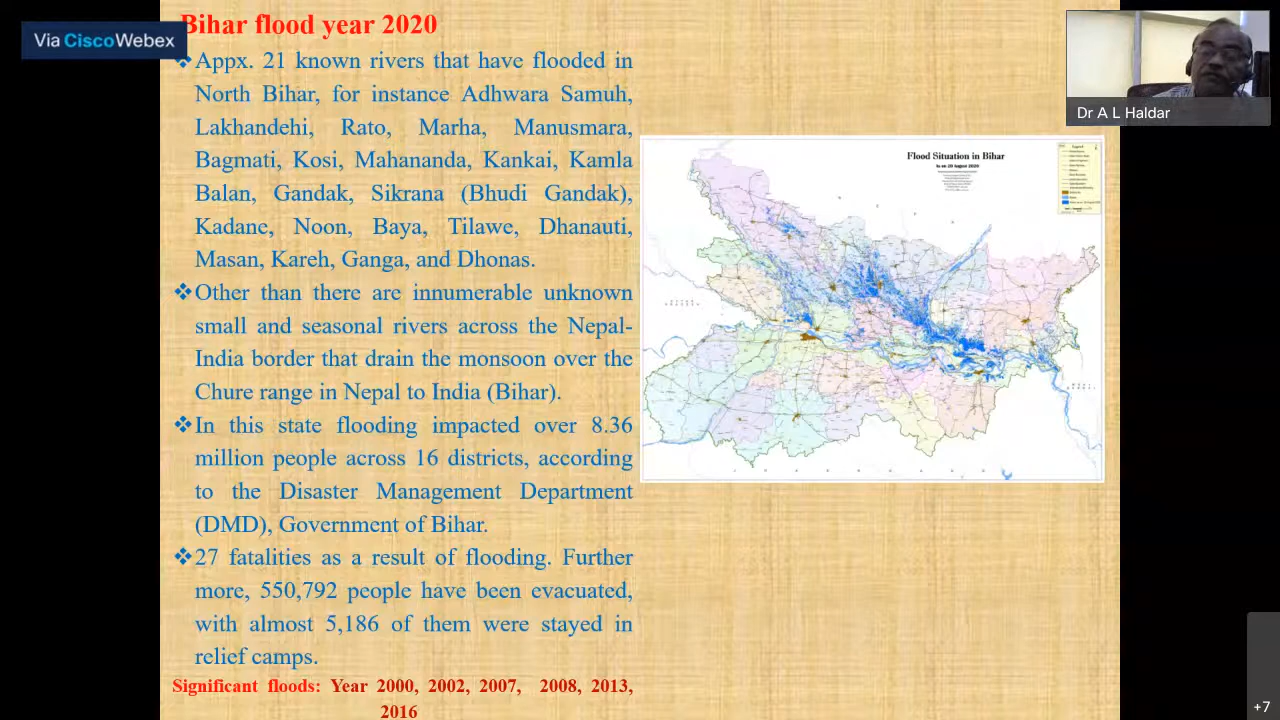 Bihar flood year 2020
Via Cisco Webex
❖Appx. 21 known rivers that have flooded in
North Bihar, for instance Adhwara Samuh,
Lakhandehi, Rato, Marha, Manusmara,
Bagmati, Kosi, Mahananda, Kankai, Kamla
Balan, Gandak, Sikrana (Bhudi Gandak),
Kadane, Noon, Baya, Tilawe, Dhanauti,
Masan, Kareh, Ganga, and Dhonas.
❖Other than there are innumerable unknown
small and seasonal rivers across the Nepal-
India border that drain the monsoon over the
Chure range in Nepal to India (Bihar).
❖In this state flooding impacted over 8.36
million people across 16 districts, according
to the Disaster Management Department
(DMD), Government of Bihar.
❖27 fatalities as a result of flooding. Further
more, 550,792 people have been evacuated,
with almost 5,186 of them were stayed in
relief camps.
Significant floods: Year 2000, 2002, 2007, 2008, 2013,
2016
Flood Situation in Bihar
Dr A L Haldar
+7